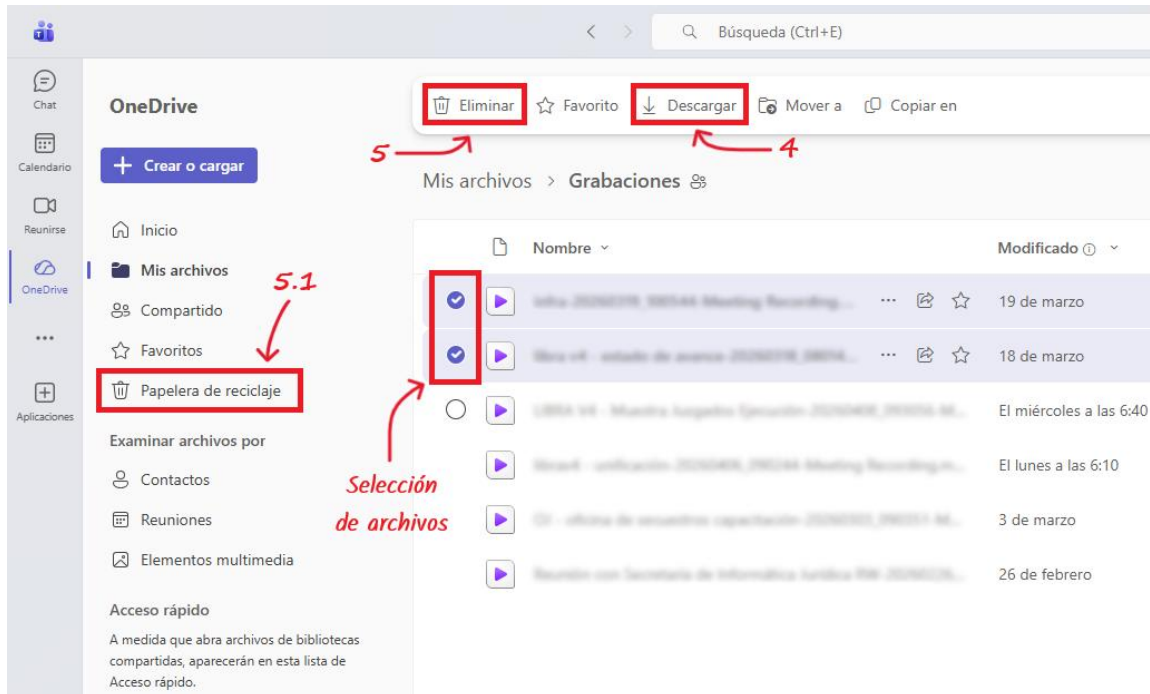 Búsqueda (Ctrl+E)
Chat
Calendario
Reunirse
OneDrive
Aplicaciones
OneDrive
Crear o cargar
Inicio
Mis archivos
5.1
Compartido
Favoritos
Papelera de reciclaje
Examinar archivos por
Contactos
Reuniones
Elementos multimedia
Acceso rápido
A medida que abra archivos de bibliotecas
compartidas, aparecerán en esta lista de
Acceso rápido.
Eliminar Favorito Descargar Mover a Copiar en
5 4
Mis archivos > Grabaciones
Nombre Modificado
19 de marzo
18 de marzo
El miércoles a las 6:40
El lunes a las 6:10
3 de marzo
26 de febrero
Selección
de archivos